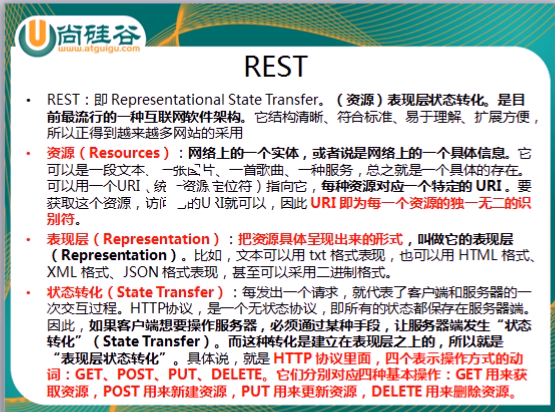 尚硅谷
www.atguigu.com
REST
• REST：即 Representational State Transfer。（资源）表现层状态转化。是目
前最流行的一种互联网软件架构。它结构清晰、符合标准、易于理解、扩展方便，
所以正得到越来越多网站的采用
• 资源（Resources）：网络上的一个实体，或者说是网络上的一个具体信息。它
可以是一段文本、一张图片、一首歌曲、一种服务，总之就是一个具体的存在。
可以用一个URI（统一资源定位符）指向它，每种资源对应一个特定的 URI 。要
获取这个资源，访问 的URI就可以，因此 URI 即为每一个资源的独一无二的识
别符。
• 表现层（Representation）：把资源具体呈现出来的形式，叫做它的表现层
（Representation）。比如，文本可以用 txt 格式表现，也可以用 HTML 格式、
XML 格式、JSON 格式表现，甚至可以采用二进制格式。
• 状态转化（State Transfer）：每发出一个请求，就代表了客户端和服务器的一
次交互过程。HTTP协议，是一个无状态协议，即所有的状态都保存在服务器端。
因此，如果客户端想要操作服务器，必须通过某种手段，让服务器端发生“状态
转化”（State Transfer）。而这种转化是建立在表现层之上的，所以就是
“表现层状态转化”。具体说，就是 HTTP 协议里面，四个表示操作方式的动
词：GET、POST、PUT、DELETE。它们分别对应四种基本操作：GET 用来获
取资源，POST 用来新建资源，PUT 用来更新资源，DELETE 用来删除资源。